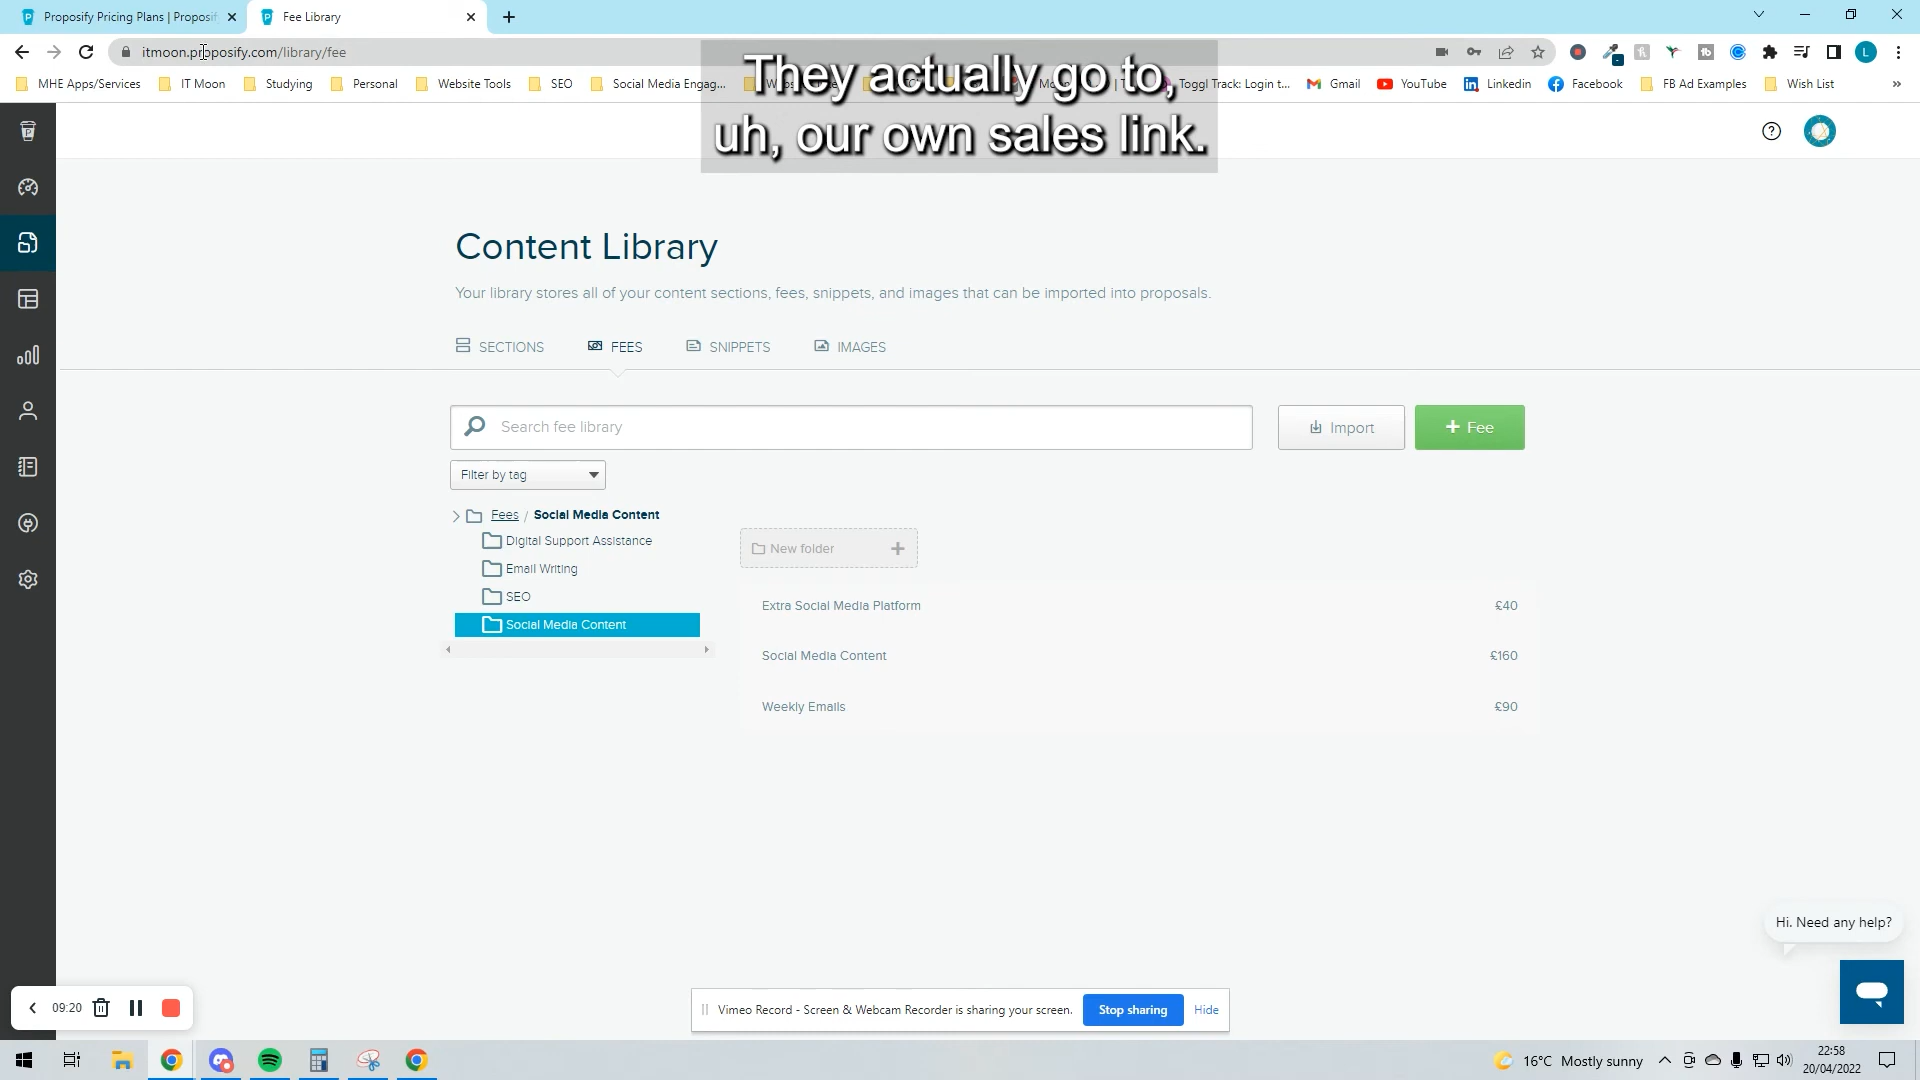 Proposify Pricing Plans | Proposif
Fee Library
itmoon.proposify.com/library/fee
MHE Apps/Services
IT Moon
Studying
Personal
Website Tools
SEO
Social Media Engag...
Toggl Track: Login t...
Gmail
YouTube
Linkedin
Facebook
FB Ad Examples
Wish List
They actually go to,
uh, our own sales link.
Content Library
Your library stores all of your content sections, fees, snippets, and images that can be imported into proposals.
SECTIONS
FEES
SNIPPETS
IMAGES
Search fee library
Import
+ Fee
Filter by tag
Fees / Social Media Content
Digital Support Assistance
Email Writing
SEO
Social Media Content
New folder +
Extra Social Media Platform £40
Social Media Content £160
Weekly Emails £90
Hi. Need any help?
09:20
Vimeo Record - Screen & Webcam Recorder is sharing your screen.
Stop sharing
Hide
16°C Mostly sunny
22:58
20/04/2022